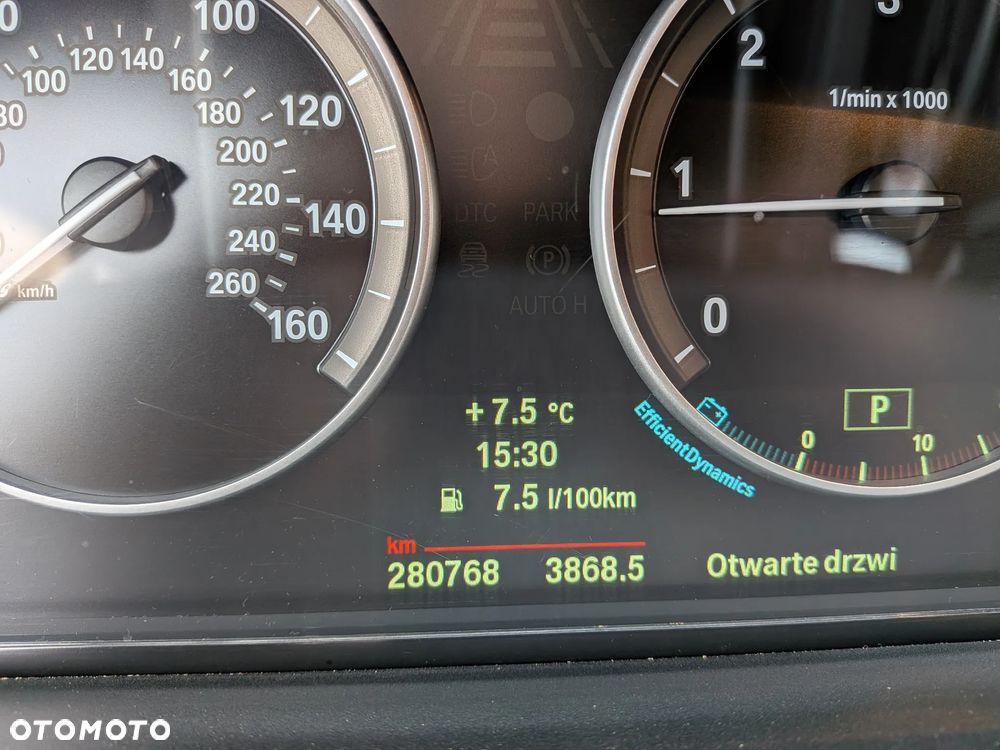 100
120
140
160
100
120
140
160
180
200
220
240
260
km/h
DTC
PARK
(P)
AUTO H
1/min x 1000
3
2
1
0
P
0
10
EfficientDynamics
+ 7.5 °C
15:30
7.5 l/100km
km
280768 3868.5
Otwarte drzwi
OTOMOTO